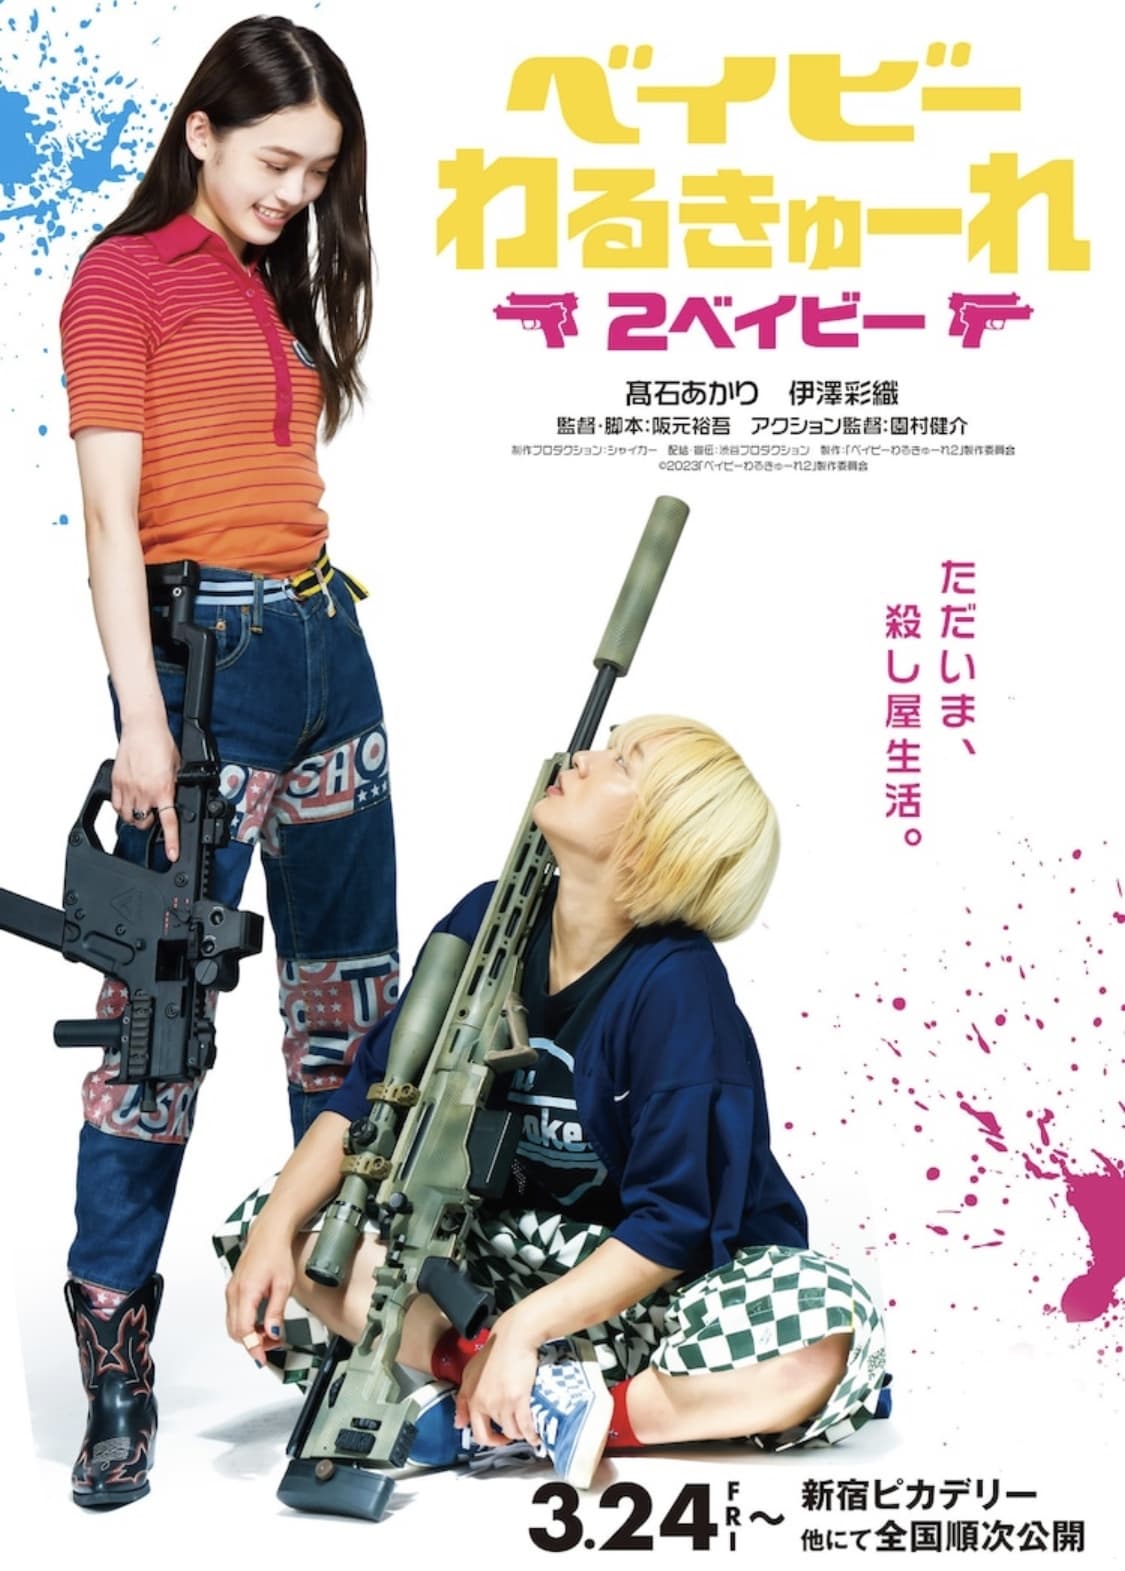 ベイビー
わるきゅーれ
2ベイビー
髙石あかり 伊澤彩織
監督・脚本：阪元裕吾 アクション監督：園村健介
制作プロダクション：シャイカー 配給・宣伝：渋谷プロダクション 製作：「ベイビーわるきゅーれ2」製作委員会
©2023「ベイビーわるきゅーれ2」製作委員会
ただいま、
殺し屋生活。
3.24 FRI～
新宿ピカデリー
他にて全国順次公開